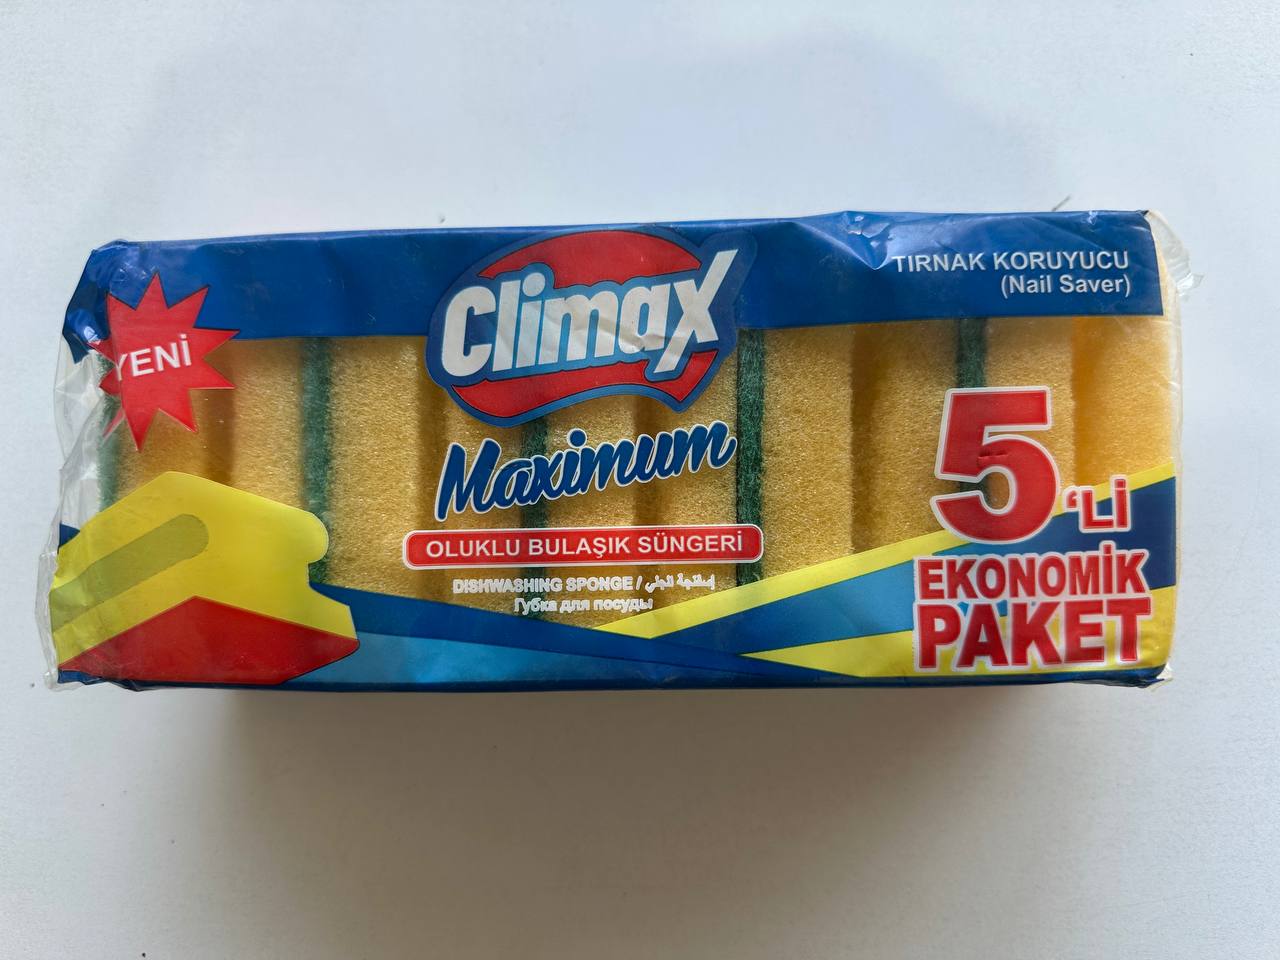 YENİ
Climax
Maximum
OLUKLU BULAŞIK SÜNGERİ
DISHWASHING SPONGE / إسفنجة الجلي
Губка для посуды
TIRNAK KORUYUCU
(Nail Saver)
5 'Lİ
EKONOMİK
PAKET